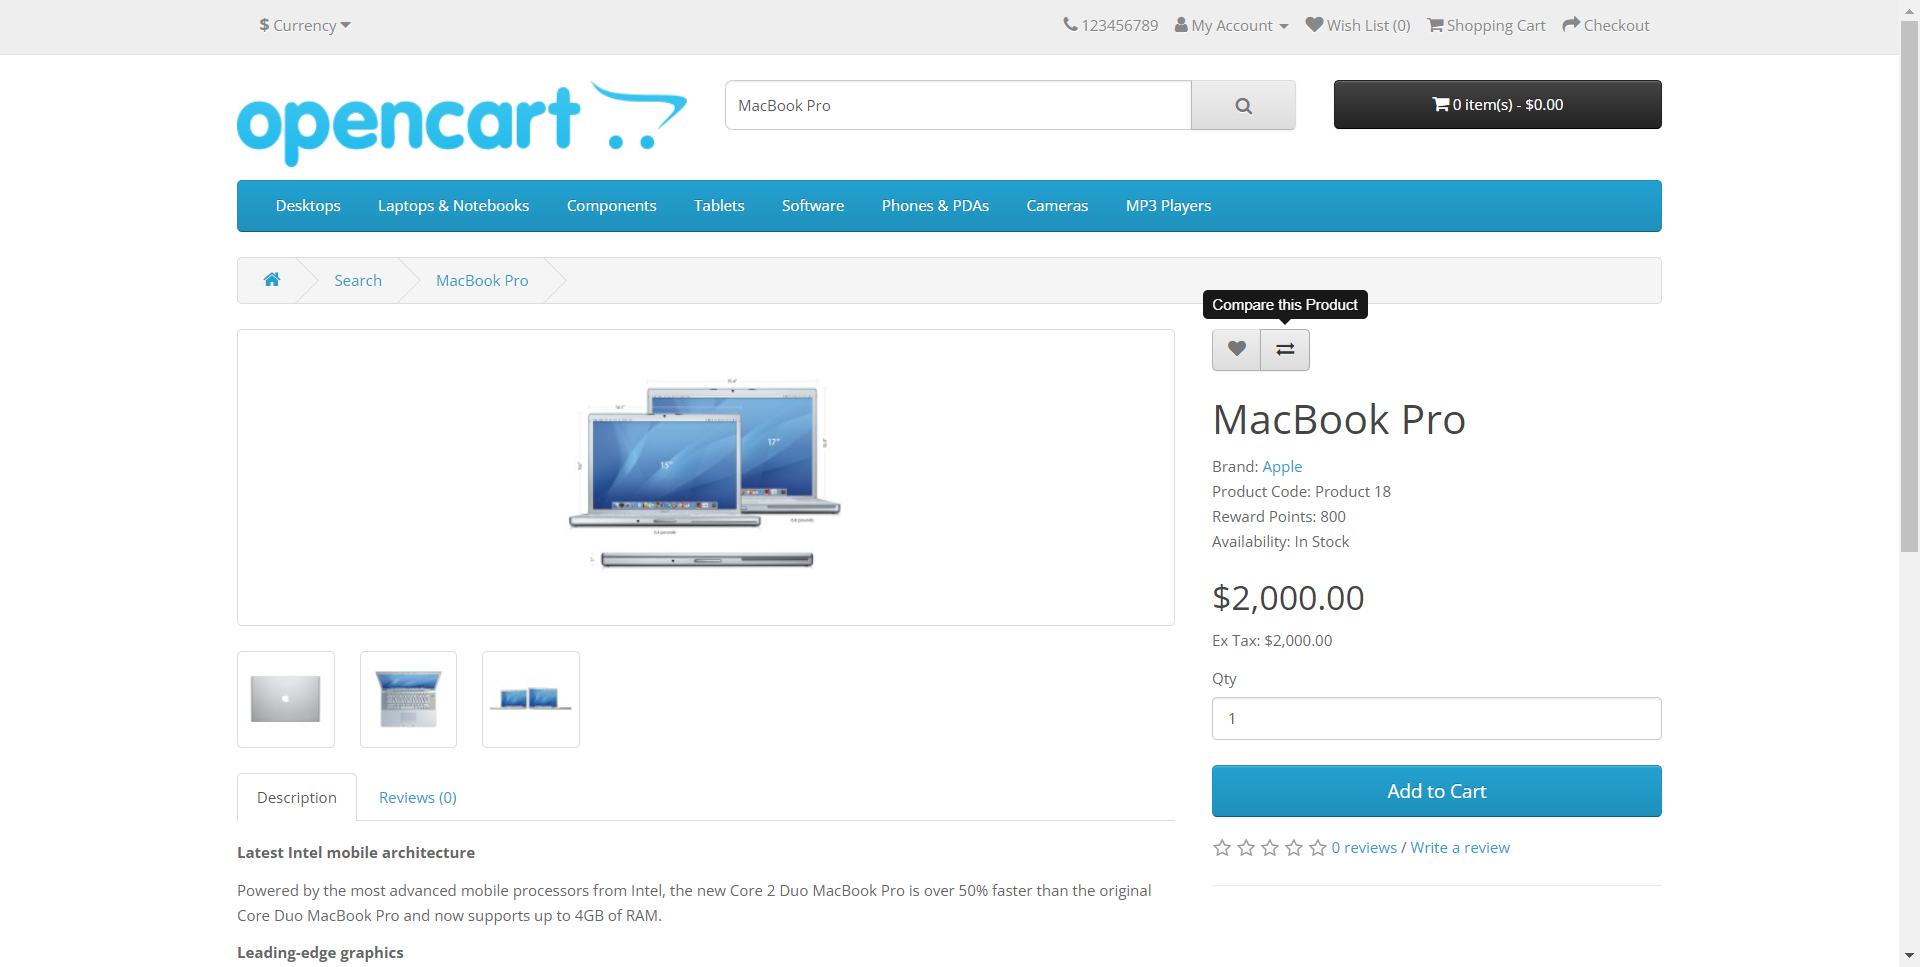 $ Currency
123456789 My Account Wish List (0) Shopping Cart Checkout
opencart
MacBook Pro
0 item(s) - $0.00
Desktops Laptops & Notebooks Components Tablets Software Phones & PDAs Cameras MP3 Players
Search MacBook Pro
Compare this Product
15"
17"
MacBook Pro
Brand: Apple
Product Code: Product 18
Reward Points: 800
Availability: In Stock
$2,000.00
Ex Tax: $2,000.00
Qty
1
Add to Cart
0 reviews / Write a review
Description Reviews (0)
Latest Intel mobile architecture
Powered by the most advanced mobile processors from Intel, the new Core 2 Duo MacBook Pro is over 50% faster than the original
Core Duo MacBook Pro and now supports up to 4GB of RAM.
Leading-edge graphics